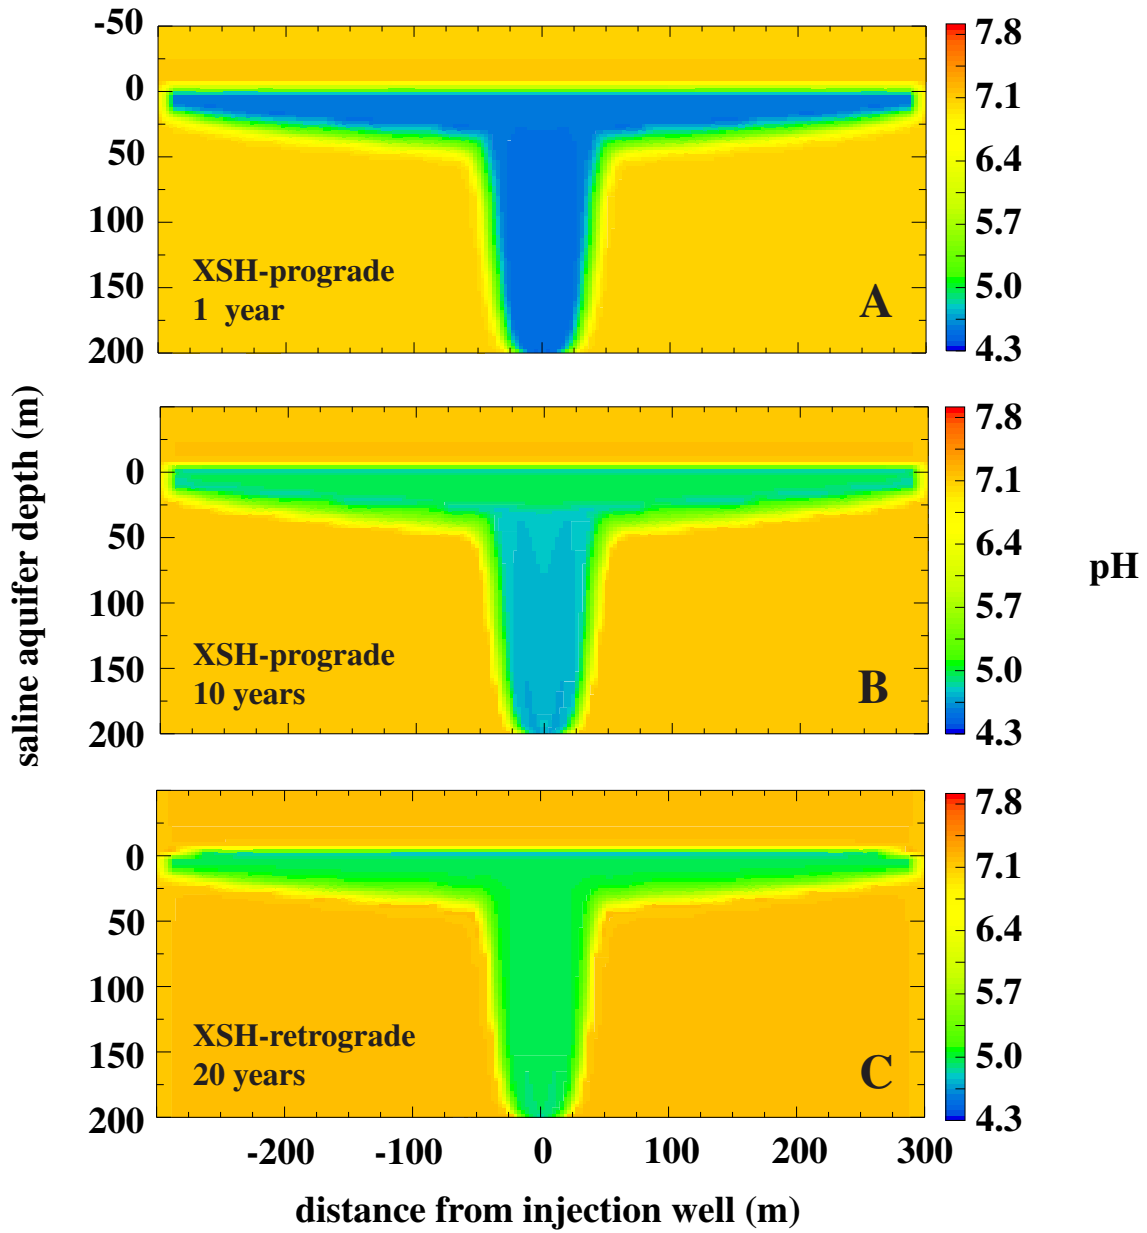 -50
0
50
100
150
200
XSH-prograde
1 year
A
7.8
7.1
6.4
5.7
5.0
4.3
saline aquifer depth (m)
0
50
100
150
200
XSH-prograde
10 years
B
7.8
7.1
6.4
5.7
5.0
4.3
pH
0
50
100
150
200
XSH-retrograde
20 years
C
7.8
7.1
6.4
5.7
5.0
4.3
-200 -100 0 100 200 300
distance from injection well (m)